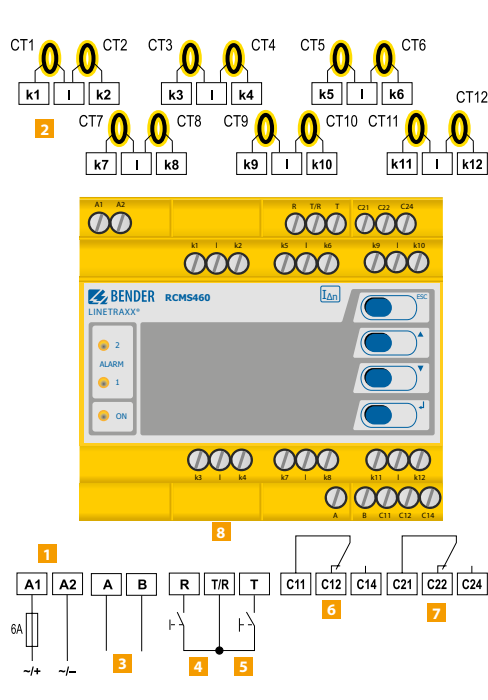 CT1 CT2 CT3 CT4 CT5 CT6
k1 I k2 k3 I k4 k5 I k6
2
CT7 CT8 CT9 CT10 CT11 CT12
k7 I k8 k9 I k10 k11 I k12
A1 A2 R T/R T C21 C22 C24
k1 I k2 k5 I k6 k9 I k10
BENDER RCMS460 IΔn ESC
LINETRAXX®
2
ALARM
1
ON
k3 I k4 k7 I k8 k11 I k12
A B C11 C12 C14
8
1
A1 A2 A B R T/R T C11 C12 C14 C21 C22 C24
6 7
6A
3 4 5
~/+ ~/–